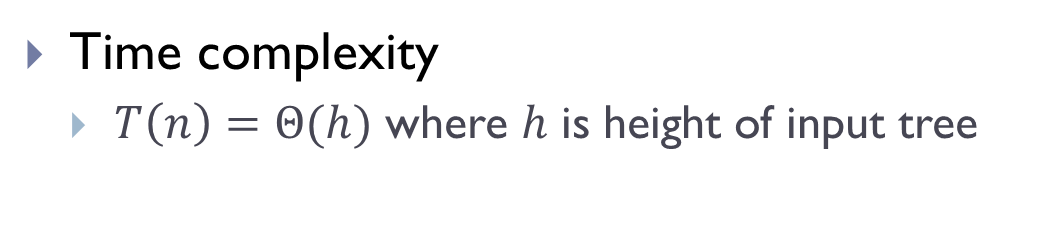 Time complexity
T(n) = Θ(h) where h is height of input tree